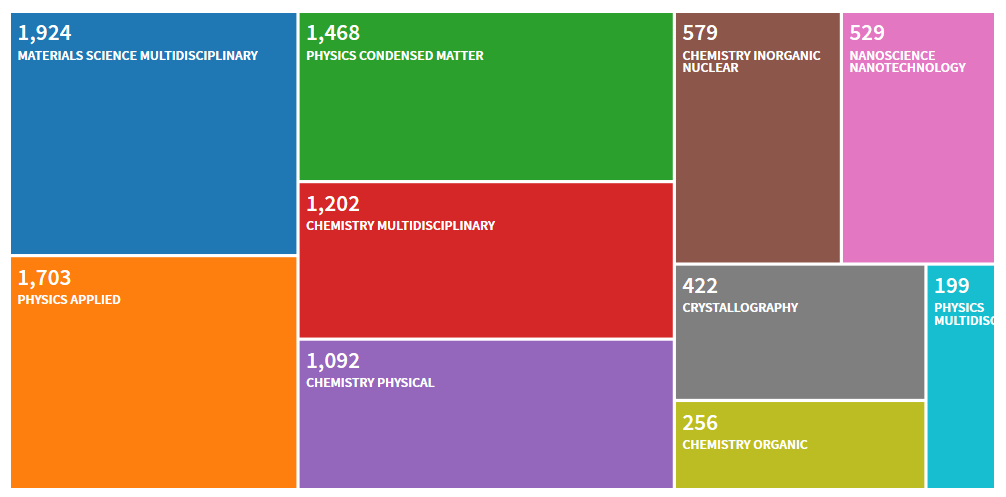 1,924
MATERIALS SCIENCE MULTIDISCIPLINARY
1,468
PHYSICS CONDENSED MATTER
579
CHEMISTRY INORGANIC
NUCLEAR
529
NANOSCIENCE
NANOTECHNOLOGY
1,202
CHEMISTRY MULTIDISCIPLINARY
1,703
PHYSICS APPLIED
422
CRYSTALLOGRAPHY
199
PHYSICS
1,092
CHEMISTRY PHYSICAL
256
CHEMISTRY ORGANIC